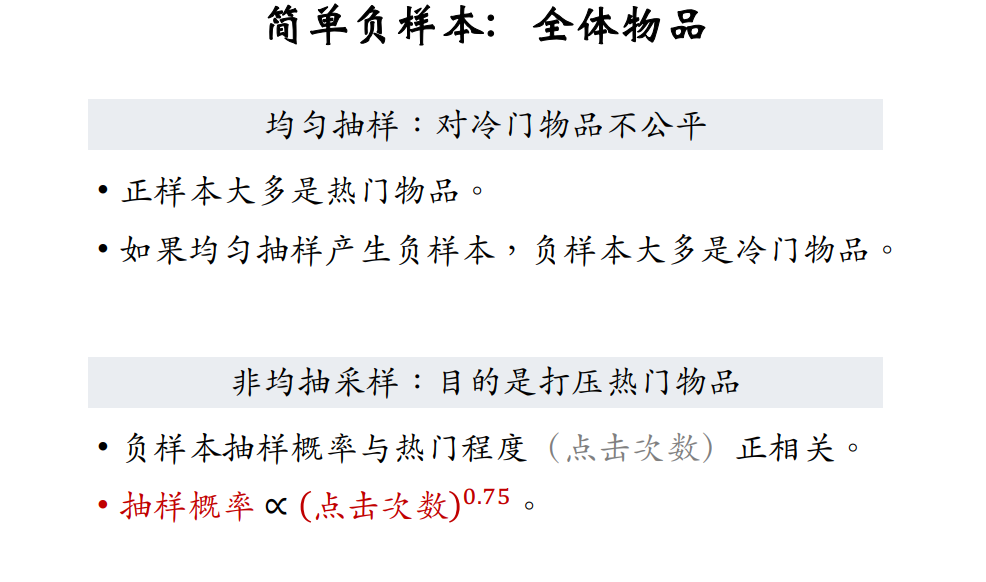 简单负样本：全体物品
均匀抽样：对冷门物品不公平
• 正样本大多是热门物品。
• 如果均匀抽样产生负样本，负样本大多是冷门物品。
非均抽采样：目的是打压热门物品
• 负样本抽样概率与热门程度（点击次数）正相关。
• 抽样概率 ∝ (点击次数)^0.75。